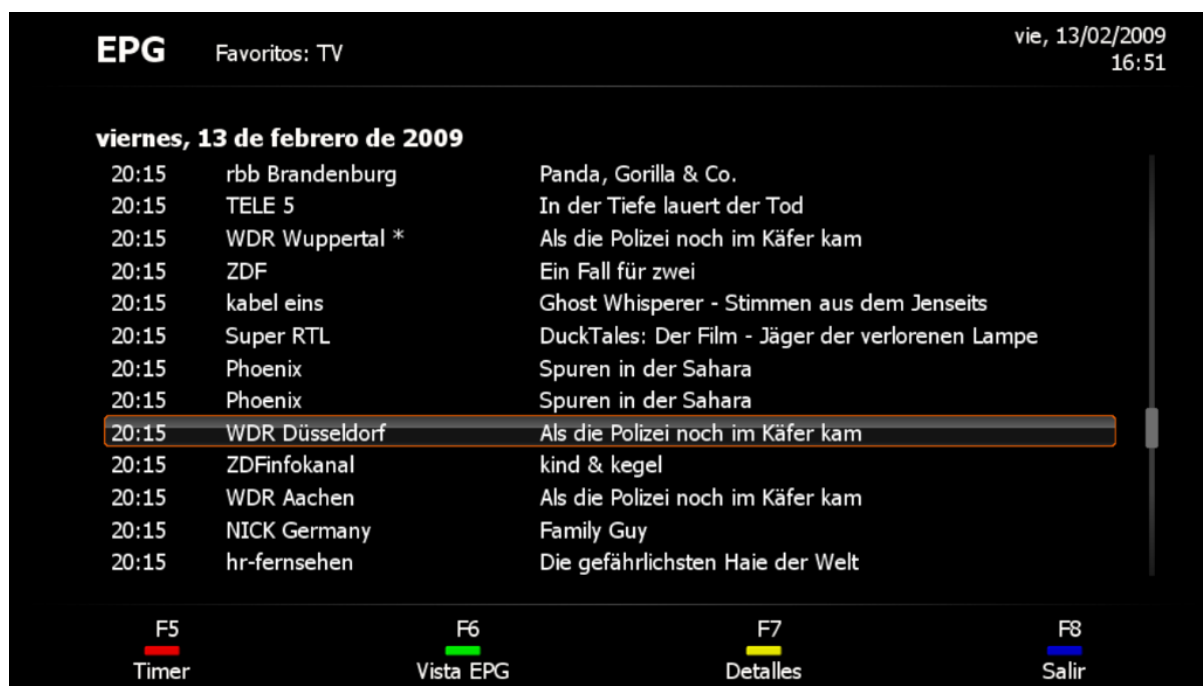 EPG Favoritos: TV vie, 13/02/2009
16:51
viernes, 13 de febrero de 2009
20:15 rbb Brandenburg Panda, Gorilla & Co.
20:15 TELE 5 In der Tiefe lauert der Tod
20:15 WDR Wuppertal * Als die Polizei noch im Käfer kam
20:15 ZDF Ein Fall für zwei
20:15 kabel eins Ghost Whisperer - Stimmen aus dem Jenseits
20:15 Super RTL DuckTales: Der Film - Jäger der verlorenen Lampe
20:15 Phoenix Spuren in der Sahara
20:15 Phoenix Spuren in der Sahara
20:15 WDR Düsseldorf Als die Polizei noch im Käfer kam
20:15 ZDFinfokanal kind & kegel
20:15 WDR Aachen Als die Polizei noch im Käfer kam
20:15 NICK Germany Family Guy
20:15 hr-fernsehen Die gefährlichsten Haie der Welt
F5 F6 F7 F8
Timer Vista EPG Detalles Salir